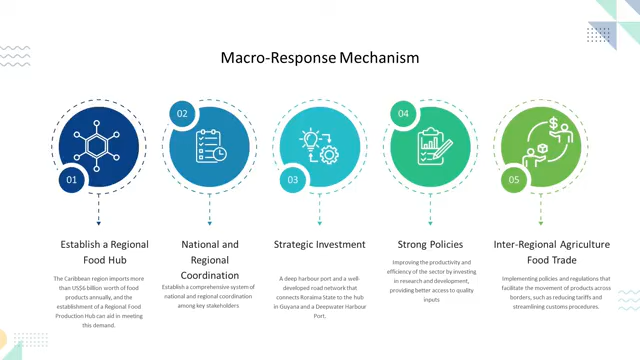 Macro-Response Mechanism
01
02
03
04
05
Establish a Regional
Food Hub
The Caribbean region imports more
than US$6 billion worth of food
products annually, and the
establishment of a Regional Food
Production Hub can aid in meeting
this demand.
National and
Regional
Coordination
Establish a comprehensive system of
national and regional coordination
among key stakeholders
Strategic Investment
A deep harbour port and a well-
developed road network that
connects Roraima State to the hub
in Guyana and a Deepwater Harbour
Port.
Strong Policies
Improving the productivity and
efficiency of the sector by investing
in research and development,
providing better access to quality
inputs
Inter-Regional Agriculture
Food Trade
Implementing policies and regulations that
facilitate the movement of products across
borders, such as reducing tariffs and
streamlining customs procedures.